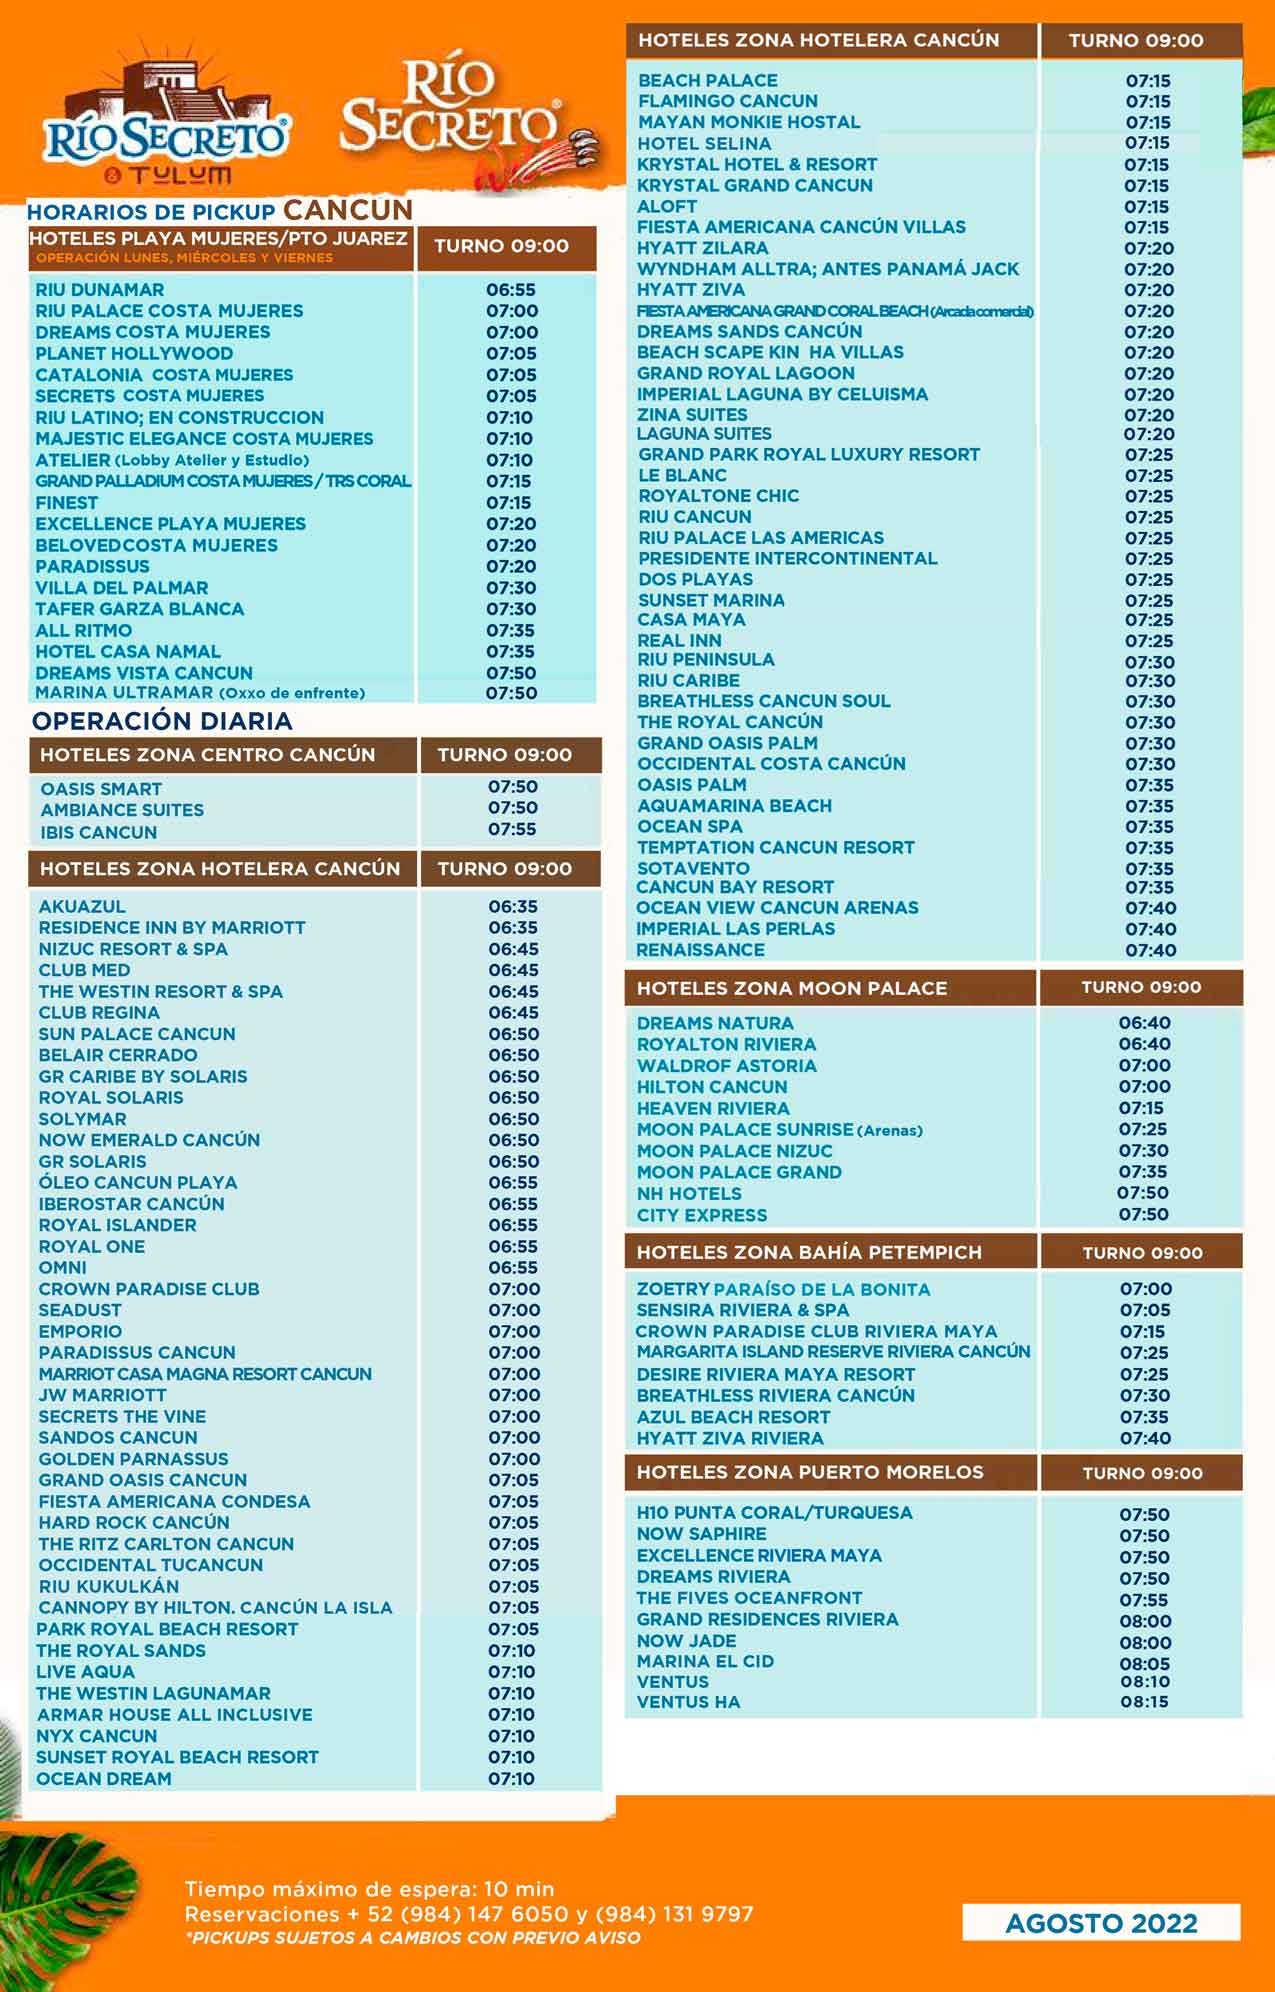 RÍO SECRETO®
& TULUM
RÍO
SECRETO®
HORARIOS DE PICKUP CANCÚN
HOTELES PLAYA MUJERES/PTO JUAREZ TURNO 09:00
OPERACIÓN LUNES, MIÉRCOLES Y VIERNES
RIU DUNAMAR 06:55
RIU PALACE COSTA MUJERES 07:00
DREAMS COSTA MUJERES 07:00
PLANET HOLLYWOOD 07:05
CATALONIA COSTA MUJERES 07:05
SECRETS COSTA MUJERES 07:05
RIU LATINO; EN CONSTRUCCION 07:10
MAJESTIC ELEGANCE COSTA MUJERES 07:10
ATELIER (Lobby Atelier y Estudio) 07:10
GRAND PALLADIUM COSTA MUJERES / TRS CORAL 07:15
FINEST 07:15
EXCELLENCE PLAYA MUJERES 07:20
BELOVEDCOSTA MUJERES 07:20
PARADISSUS 07:20
VILLA DEL PALMAR 07:30
TAFER GARZA BLANCA 07:30
ALL RITMO 07:35
HOTEL CASA NAMAL 07:35
DREAMS VISTA CANCUN 07:50
MARINA ULTRAMAR (Oxxo de enfrente) 07:50
OPERACIÓN DIARIA
HOTELES ZONA CENTRO CANCÚN TURNO 09:00
OASIS SMART 07:50
AMBIANCE SUITES 07:50
IBIS CANCUN 07:55
HOTELES ZONA HOTELERA CANCÚN TURNO 09:00
AKUAZUL 06:35
RESIDENCE INN BY MARRIOTT 06:35
NIZUC RESORT & SPA 06:45
CLUB MED 06:45
THE WESTIN RESORT & SPA 06:45
CLUB REGINA 06:45
SUN PALACE CANCUN 06:50
BELAIR CERRADO 06:50
GR CARIBE BY SOLARIS 06:50
ROYAL SOLARIS 06:50
SOLYMAR 06:50
NOW EMERALD CANCÚN 06:50
GR SOLARIS 06:50
ÓLEO CANCUN PLAYA 06:55
IBEROSTAR CANCÚN 06:55
ROYAL ISLANDER 06:55
ROYAL ONE 06:55
OMNI 06:55
CROWN PARADISE CLUB 07:00
SEADUST 07:00
EMPORIO 07:00
PARADISSUS CANCUN 07:00
MARRIOT CASA MAGNA RESORT CANCUN 07:00
JW MARRIOTT 07:00
SECRETS THE VINE 07:00
SANDOS CANCUN 07:00
GOLDEN PARNASSUS 07:00
GRAND OASIS CANCUN 07:05
FIESTA AMERICANA CONDESA 07:05
HARD ROCK CANCÚN 07:05
THE RITZ CARLTON CANCUN 07:05
OCCIDENTAL TUCANCUN 07:05
RIU KUKULKÁN 07:05
CANNOPY BY HILTON. CANCÚN LA ISLA 07:05
PARK ROYAL BEACH RESORT 07:05
THE ROYAL SANDS 07:10
LIVE AQUA 07:10
THE WESTIN LAGUNAMAR 07:10
ARMAR HOUSE ALL INCLUSIVE 07:10
NYX CANCUN 07:10
SUNSET ROYAL BEACH RESORT 07:10
OCEAN DREAM 07:10
HOTELES ZONA HOTELERA CANCÚN TURNO 09:00
BEACH PALACE 07:15
FLAMINGO CANCUN 07:15
MAYAN MONKIE HOSTAL 07:15
HOTEL SELINA 07:15
KRYSTAL HOTEL & RESORT 07:15
KRYSTAL GRAND CANCUN 07:15
ALOFT 07:15
FIESTA AMERICANA CANCÚN VILLAS 07:15
HYATT ZILARA 07:20
WYNDHAM ALLTRA; ANTES PANAMÁ JACK 07:20
HYATT ZIVA 07:20
FIESTA AMERICANA GRAND CORAL BEACH (Arcada comercial) 07:20
DREAMS SANDS CANCÚN 07:20
BEACH SCAPE KIN HA VILLAS 07:20
GRAND ROYAL LAGOON 07:20
IMPERIAL LAGUNA BY CELUISMA 07:20
ZINA SUITES 07:20
LAGUNA SUITES 07:20
GRAND PARK ROYAL LUXURY RESORT 07:25
LE BLANC 07:25
ROYALTONE CHIC 07:25
RIU CANCUN 07:25
RIU PALACE LAS AMERICAS 07:25
PRESIDENTE INTERCONTINENTAL 07:25
DOS PLAYAS 07:25
SUNSET MARINA 07:25
CASA MAYA 07:25
REAL INN 07:25
RIU PENINSULA 07:30
RIU CARIBE 07:30
BREATHLESS CANCUN SOUL 07:30
THE ROYAL CANCÚN 07:30
GRAND OASIS PALM 07:30
OCCIDENTAL COSTA CANCÚN 07:30
OASIS PALM 07:35
AQUAMARINA BEACH 07:35
OCEAN SPA 07:35
TEMPTATION CANCUN RESORT 07:35
SOTAVENTO 07:35
CANCUN BAY RESORT 07:35
OCEAN VIEW CANCUN ARENAS 07:40
IMPERIAL LAS PERLAS 07:40
RENAISSANCE 07:40
HOTELES ZONA MOON PALACE TURNO 09:00
DREAMS NATURA 06:40
ROYALTON RIVIERA 06:40
WALDROF ASTORIA 07:00
HILTON CANCUN 07:00
HEAVEN RIVIERA 07:15
MOON PALACE SUNRISE (Arenas) 07:25
MOON PALACE NIZUC 07:30
MOON PALACE GRAND 07:35
NH HOTELS 07:50
CITY EXPRESS 07:50
HOTELES ZONA BAHÍA PETEMPICH TURNO 09:00
ZOETRY PARAÍSO DE LA BONITA 07:00
SENSIRA RIVIERA & SPA 07:05
CROWN PARADISE CLUB RIVIERA MAYA 07:15
MARGARITA ISLAND RESERVE RIVIERA CANCÚN 07:25
DESIRE RIVIERA MAYA RESORT 07:25
BREATHLESS RIVIERA CANCÚN 07:30
AZUL BEACH RESORT 07:35
HYATT ZIVA RIVIERA 07:40
HOTELES ZONA PUERTO MORELOS TURNO 09:00
H10 PUNTA CORAL/TURQUESA 07:50
NOW SAPHIRE 07:50
EXCELLENCE RIVIERA MAYA 07:50
DREAMS RIVIERA 07:50
THE FIVES OCEANFRONT 07:55
GRAND RESIDENCES RIVIERA 08:00
NOW JADE 08:00
MARINA EL CID 08:05
VENTUS 08:10
VENTUS HA 08:15
Tiempo máximo de espera: 10 min
Reservaciones + 52 (984) 147 6050 y (984) 131 9797
*PICKUPS SUJETOS A CAMBIOS CON PREVIO AVISO
AGOSTO 2022